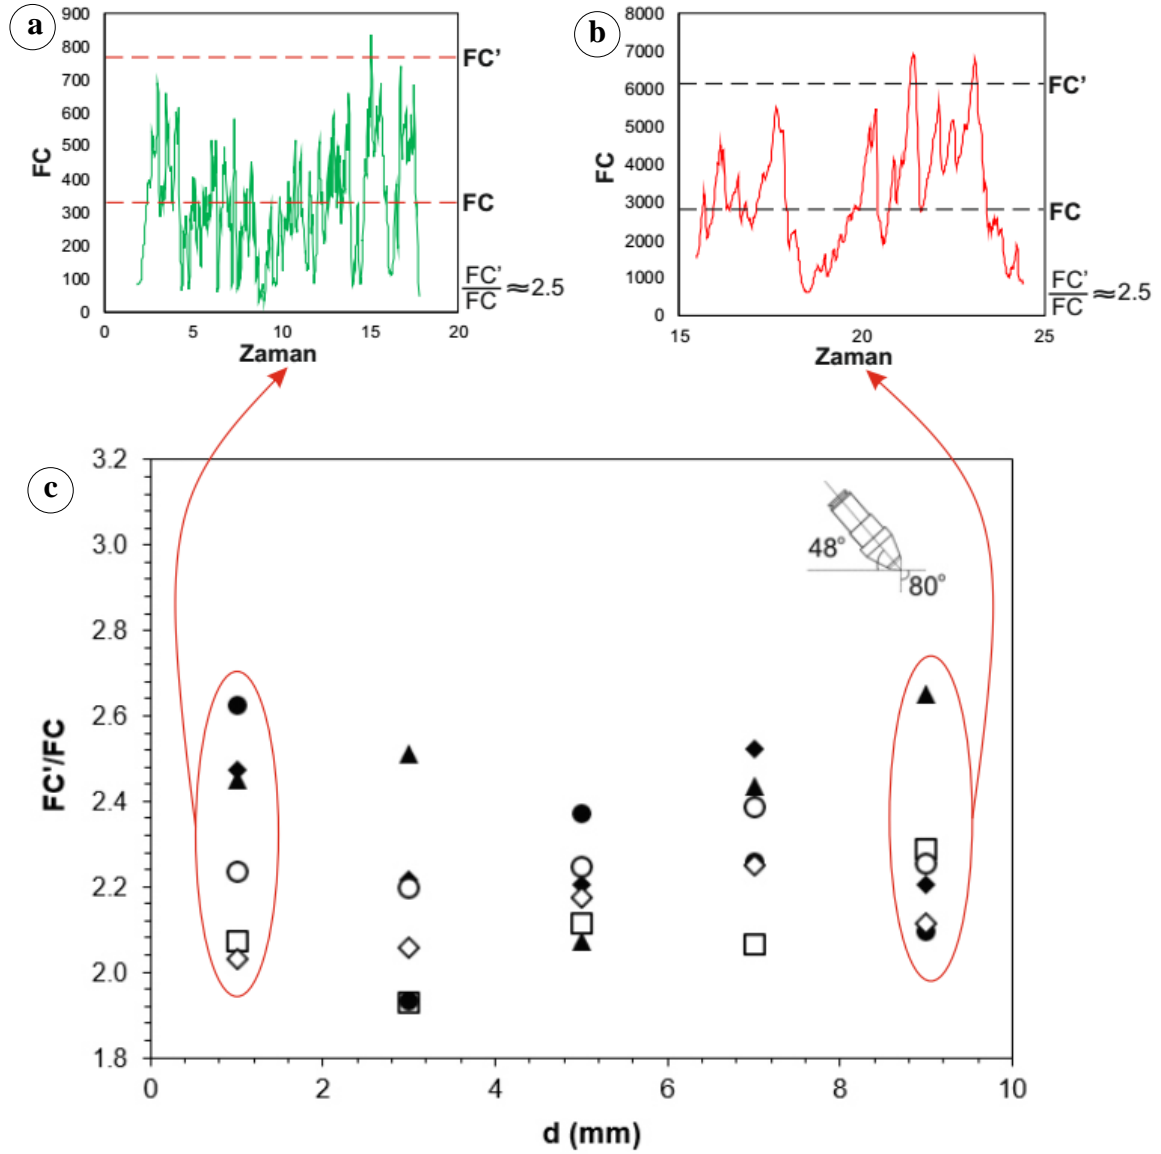 a
900
800
700
600
500
400
300
200
100
0
FC
FC’
FC
FC’
FC
≈2.5
0 5 10 15 20
Zaman
b
8000
7000
6000
5000
4000
3000
2000
1000
0
FC
FC’
FC
FC’
FC
≈2.5
15 20 25
Zaman
c
3.2
3.0
2.8
2.6
2.4
2.2
2.0
1.8
FC'/FC
48°
80°
0 2 4 6 8 10
d (mm)